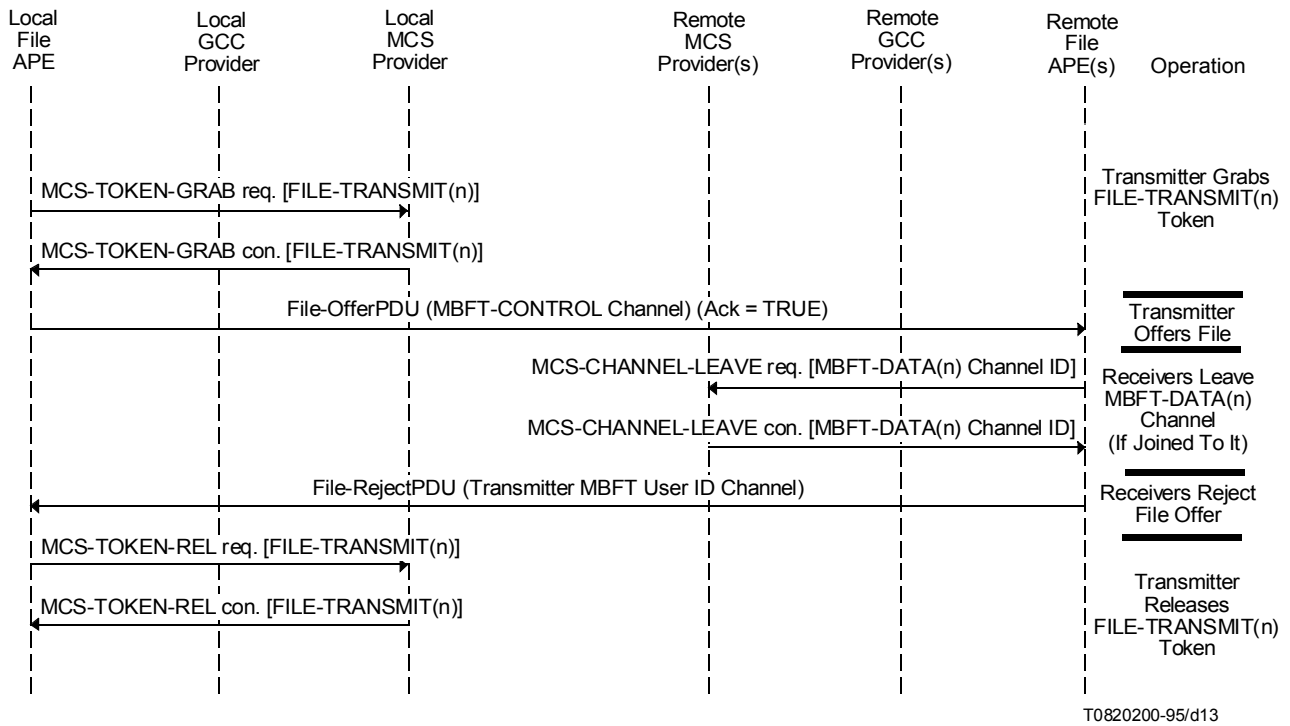 Local
File
APE
Local
GCC
Provider
Local
MCS
Provider
Remote
MCS
Provider(s)
Remote
GCC
Provider(s)
Remote
File
APE(s)
Operation
MCS-TOKEN-GRAB req. [FILE-TRANSMIT(n)]
Transmitter Grabs
FILE-TRANSMIT(n)
Token
MCS-TOKEN-GRAB con. [FILE-TRANSMIT(n)]
File-OfferPDU (MBFT-CONTROL Channel) (Ack = TRUE)
Transmitter
Offers File
MCS-CHANNEL-LEAVE req. [MBFT-DATA(n) Channel ID]
Receivers Leave
MBFT-DATA(n)
Channel
(If Joined To It)
MCS-CHANNEL-LEAVE con. [MBFT-DATA(n) Channel ID]
File-RejectPDU (Transmitter MBFT User ID Channel)
Receivers Reject
File Offer
MCS-TOKEN-REL req. [FILE-TRANSMIT(n)]
MCS-TOKEN-REL con. [FILE-TRANSMIT(n)]
Transmitter
Releases
FILE-TRANSMIT(n)
Token
T0820200-95/d13